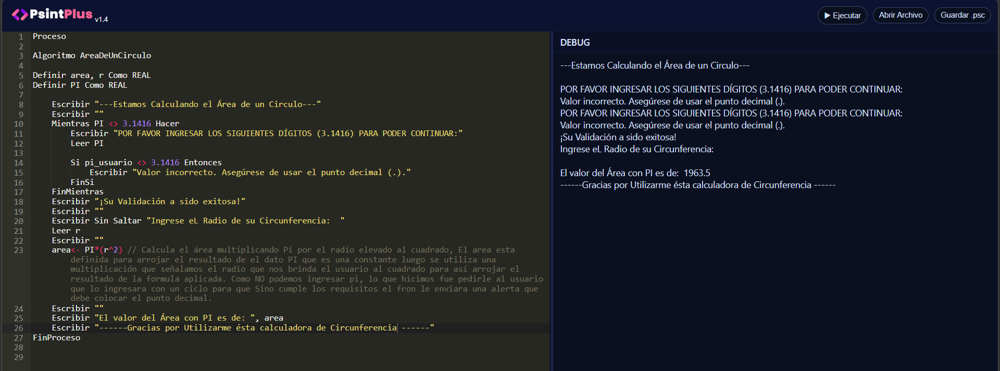 PsintPlus v1.4
▶ Ejecutar
Abrir Archivo
Guardar .psc
1 Proceso
2
3 Algoritmo AreaDeUnCirculo
4
5 Definir area, r Como REAL
6 Definir PI Como REAL
7
8 Escribir "---Estamos Calculando el Área de un Circulo---"
9 Escribir ""
10 Mientras PI <> 3.1416 Hacer
11 Escribir "POR FAVOR INGRESAR LOS SIGUIENTES DÍGITOS (3.1416) PARA PODER CONTINUAR:"
12 Leer PI
13
14 Si pi_usuario <> 3.1416 Entonces
15 Escribir "Valor incorrecto. Asegúrese de usar el punto decimal (.)."
16 FinSi
17 FinMientras
18 Escribir "¡Su Validación a sido exitosa!"
19 Escribir ""
20 Escribir Sin Saltar "Ingrese eL Radio de su Circunferencia:  "
21 Leer r
22 Escribir ""
23 area<- PI*(r^2) // Calcula el área multiplicando Pi por el radio elevado al cuadrado, El area esta
definida para arrojar el resultado de el dato PI que es una constante luego se utiliza una
multiplicación que señalamos el radio que nos brinda el usuario al cuadrado para así arrojar el
resultado de la formula aplicada. Como NO podemos ingresar pi, lo que hicimos fue pedirle al usuario
que lo ingresara con un ciclo para que Sino cumple los requisitos el fron le enviara una alerta que
debe colocar el punto decimal.
24 Escribir ""
25 Escribir "El valor del Área con PI es de: ", area
26 Escribir "------Gracias por Utilizarme ésta calculadora de Circunferencia ------"
27 FinProceso
28
29
DEBUG
---Estamos Calculando el Área de un Circulo---
POR FAVOR INGRESAR LOS SIGUIENTES DÍGITOS (3.1416) PARA PODER CONTINUAR:
Valor incorrecto. Asegúrese de usar el punto decimal (.).
POR FAVOR INGRESAR LOS SIGUIENTES DÍGITOS (3.1416) PARA PODER CONTINUAR:
Valor incorrecto. Asegúrese de usar el punto decimal (.).
¡Su Validación a sido exitosa!
Ingrese eL Radio de su Circunferencia:
El valor del Área con PI es de:  1963.5
------Gracias por Utilizarme ésta calculadora de Circunferencia ------